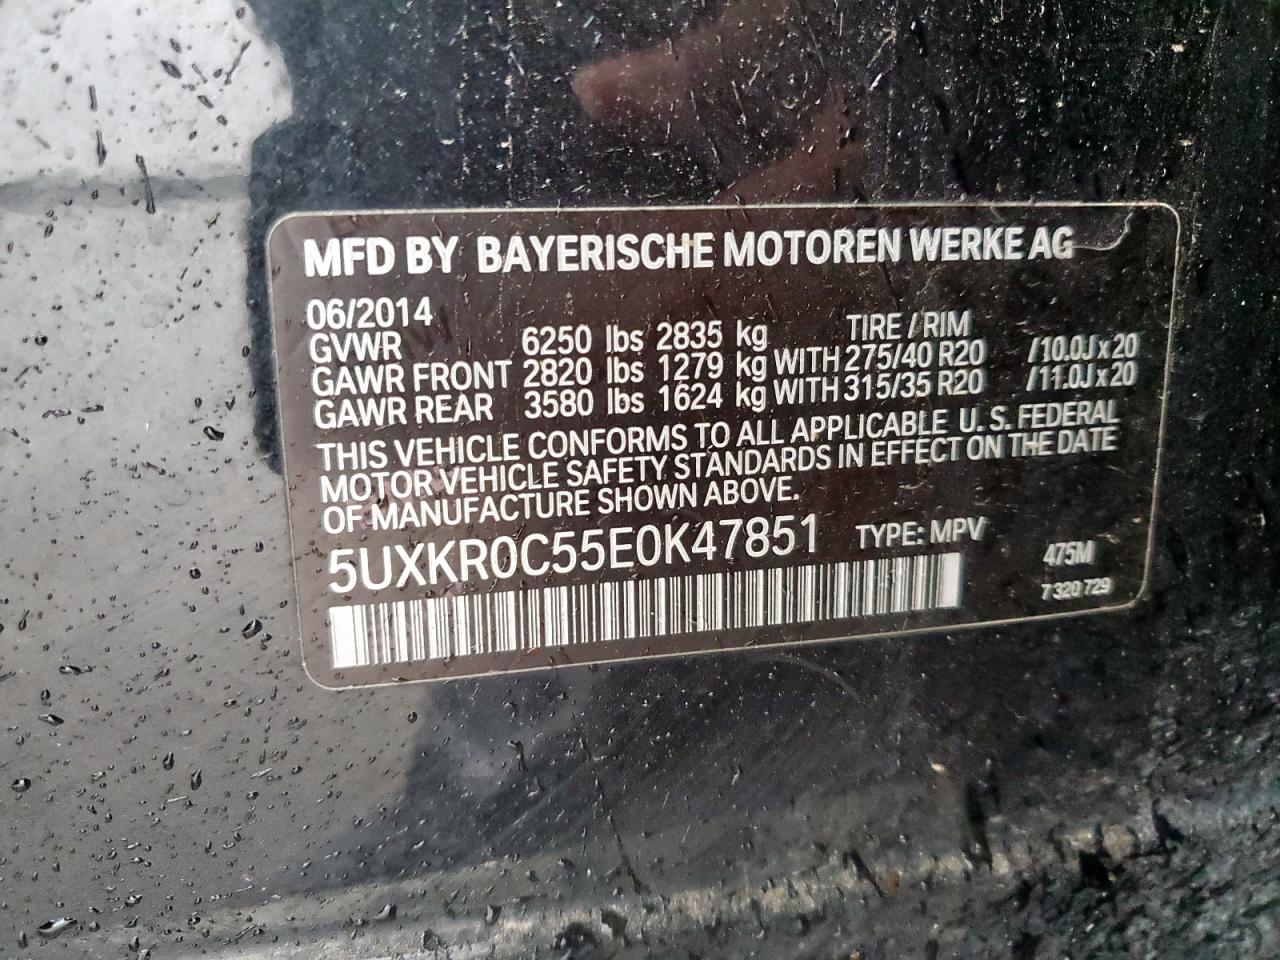 MFD BY BAYERISCHE MOTOREN WERKE AG
06/2014
GVWR 6250 lbs 2835 kg TIRE / RIM
GAWR FRONT 2820 lbs 1279 kg WITH 275/40 R20 /10.0J x 20
GAWR REAR 3580 lbs 1624 kg WITH 315/35 R20 /11.0J x 20
THIS VEHICLE CONFORMS TO ALL APPLICABLE U.S. FEDERAL
MOTOR VEHICLE SAFETY STANDARDS IN EFFECT ON THE DATE
OF MANUFACTURE SHOWN ABOVE.
5UXKR0C55E0K47851 TYPE: MPV
475M
7 320 729